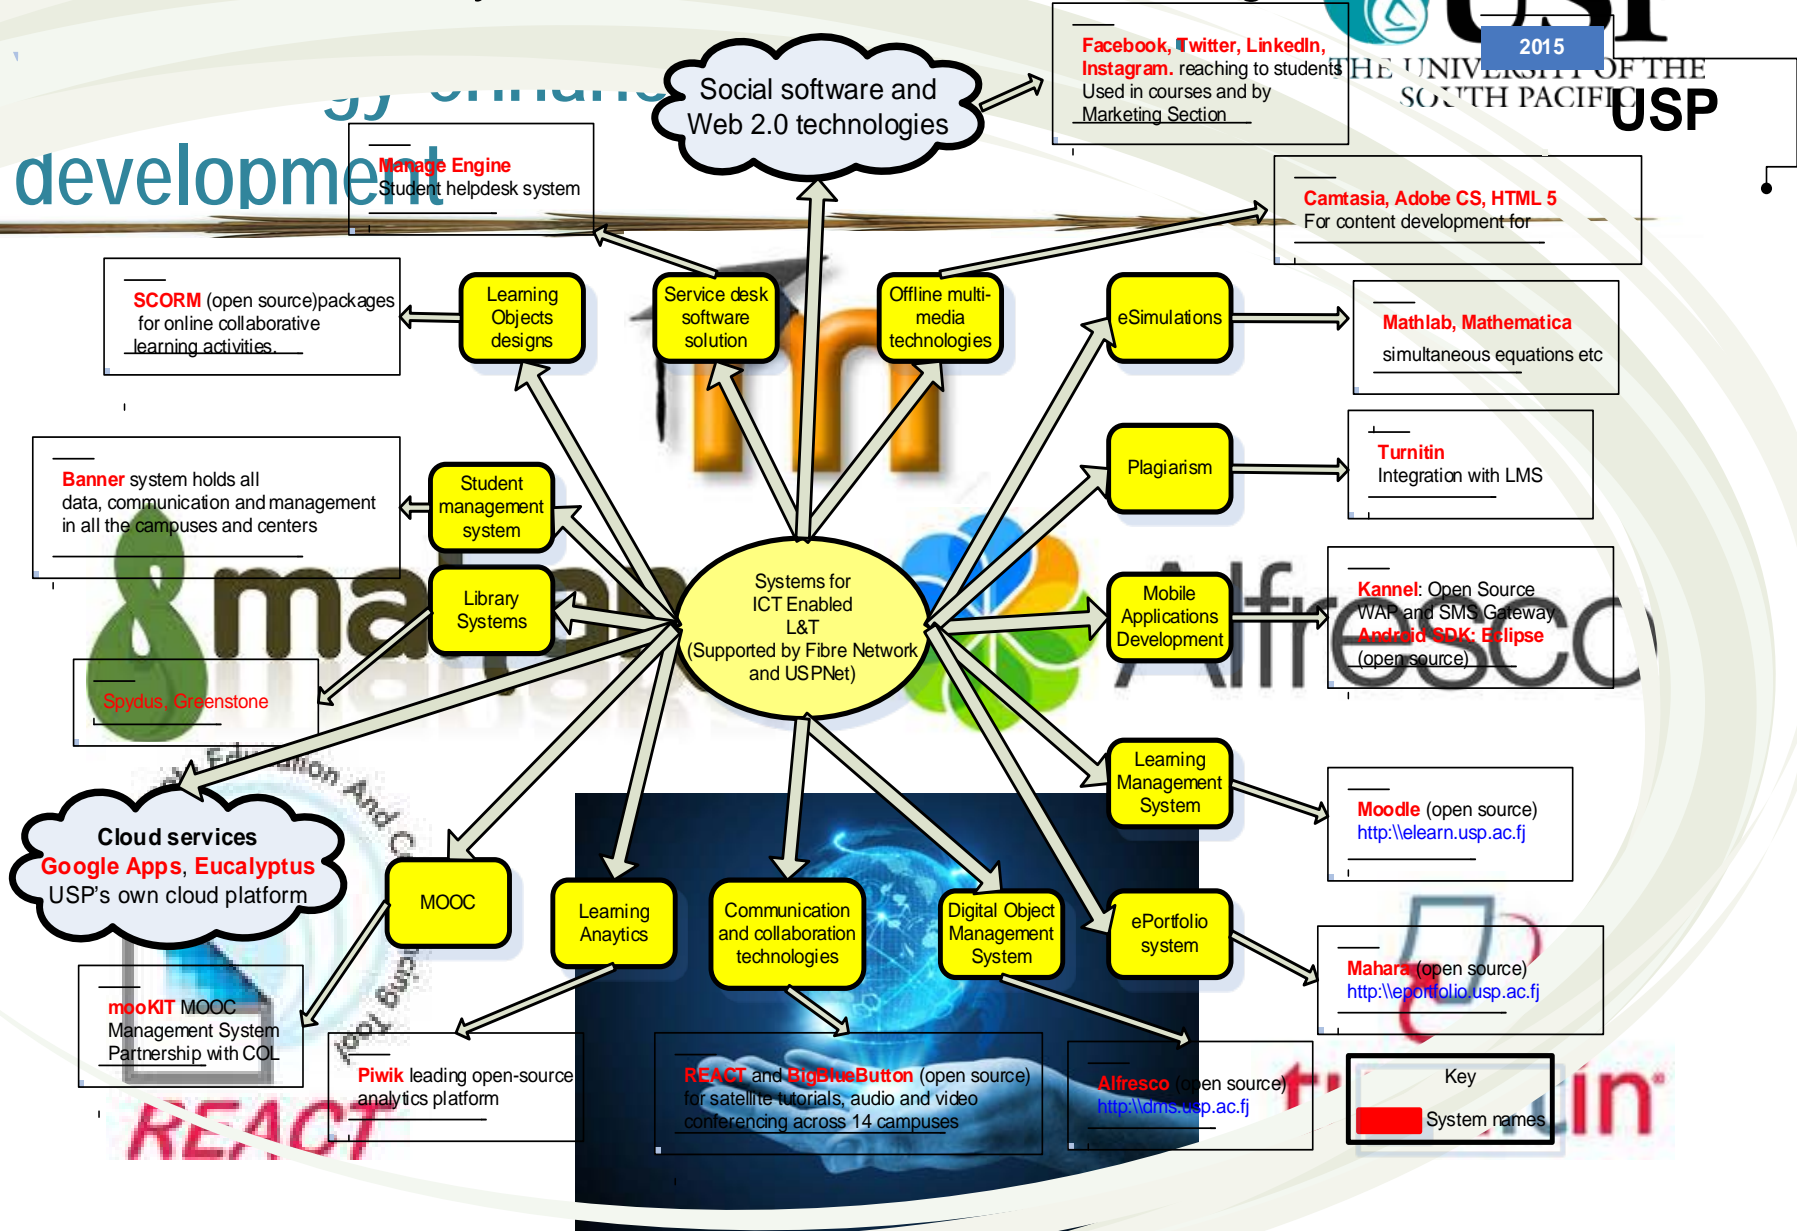 development
2015
THE UNIVERSITY OF THE
SOUTH PACIFIC
USP
Social software and
Web 2.0 technologies
Facebook, Twitter, LinkedIn,
Instagram. reaching to students
Used in courses and by
Marketing Section
Manage Engine
Student helpdesk system
Camtasia, Adobe CS, HTML 5
For content development for
SCORM (open source)packages
for online collaborative
learning activities.
Learning
Objects
designs
Service desk
software
solution
Offline multi-
media
technologies
eSimulations
Mathlab, Mathematica
simultaneous equations etc
Banner system holds all
data, communication and management
in all the campuses and centers
Student
management
system
Plagiarism
Turnitin
Integration with LMS
Library
Systems
Spydus, Greenstone
Systems for
ICT Enabled
L&T
(Supported by Fibre Network
and USPNet)
Mobile
Applications
Development
Kannel: Open Source
WAP and SMS Gateway
Android SDK: Eclipse
(open source)
Alfresco
Learning
Management
System
Moodle (open source)
http:\\elearn.usp.ac.fj
Cloud services
Google Apps, Eucalyptus
USP's own cloud platform
MOOC
Learning
Anaytics
Communication
and collaboration
technologies
Digital Object
Management
System
ePortfolio
system
Mahara (open source)
http:\\eportfolio.usp.ac.fj
mooKIT MOOC
Management System
Partnership with COL
Piwik leading open-source
analytics platform
REACT and BigBlueButton (open source)
for satellite tutorials, audio and video
conferencing across 14 campuses
Alfresco (open source)
http:\\dms.usp.ac.fj
Key
System names
REACT